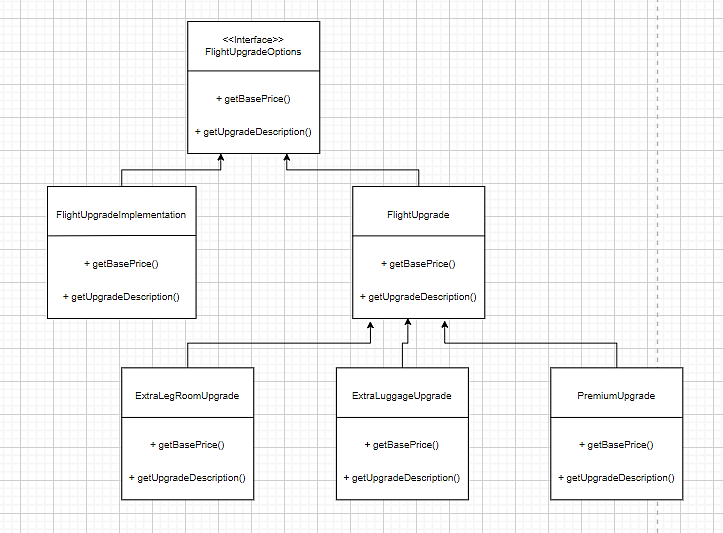 <<Interface>>
FlightUpgradeOptions
+ getBasePrice()
+ getUpgradeDescription()
FlightUpgradeImplementation
+ getBasePrice()
+ getUpgradeDescription()
FlightUpgrade
+ getBasePrice()
+ getUpgradeDescription()
ExtraLegRoomUpgrade
+ getBasePrice()
+ getUpgradeDescription()
ExtraLuggageUpgrade
+ getBasePrice()
+ getUpgradeDescription()
PremiumUpgrade
+ getBasePrice()
+ getUpgradeDescription()